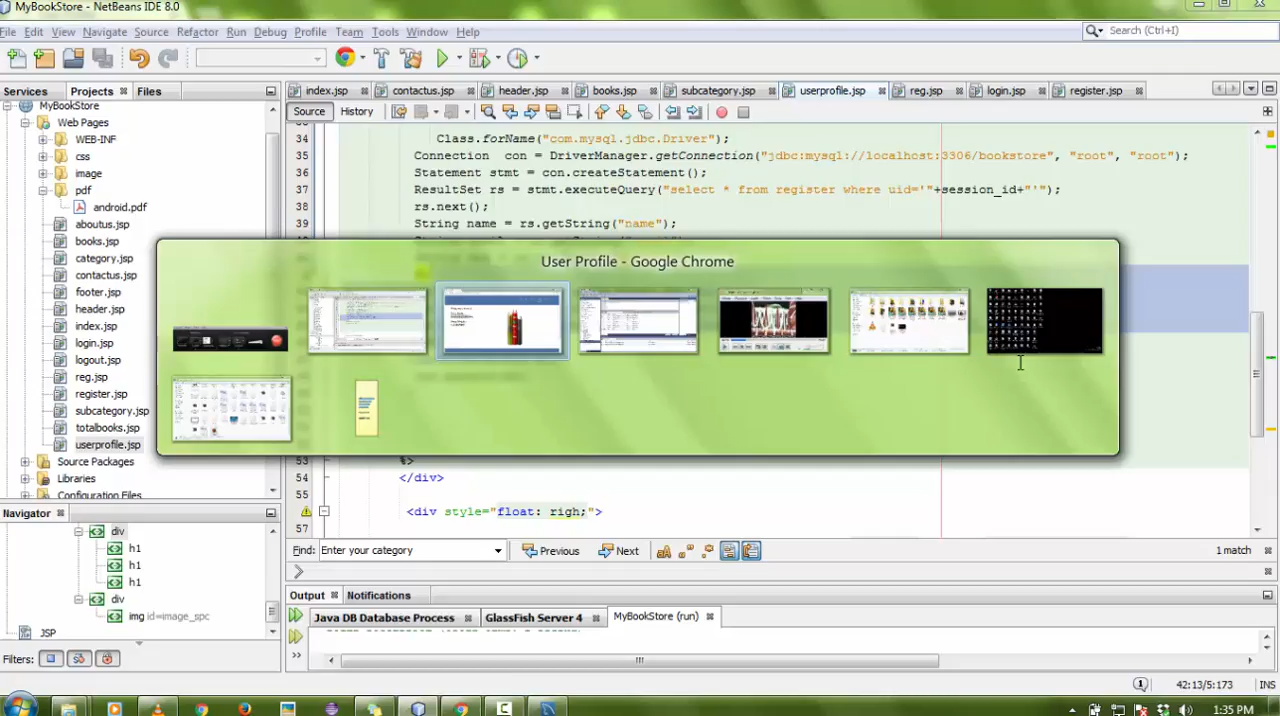 MyBookStore - NetBeans IDE 8.0
File Edit View Navigate Source Refactor Run Debug Profile Team Tools Window Help
Search (Ctrl+I)
Services Projects Files
index.jsp contactus.jsp header.jsp books.jsp subcategory.jsp userprofile.jsp reg.jsp login.jsp register.jsp
Source History
MyBookStore
Web Pages
WEB-INF
css
image
pdf
android.pdf
aboutus.jsp
books.jsp
category.jsp
contactus.jsp
footer.jsp
header.jsp
index.jsp
login.jsp
logout.jsp
reg.jsp
register.jsp
subcategory.jsp
totalbooks.jsp
userprofile.jsp
Source Packages
Libraries
Configuration Files
34 Class.forName("com.mysql.jdbc.Driver");
35 Connection con = DriverManager.getConnection("jdbc:mysql://localhost:3306/bookstore", "root", "root");
36 Statement stmt = con.createStatement();
37 ResultSet rs = stmt.executeQuery("select * from register where uid='"+session_id+"'");
38 rs.next();
39 String name = rs.getString("name");
User Profile - Google Chrome
53 %>
54 </div>
55
<div style="float: righ;">
57
Find: Enter your category Previous Next 1 match
Navigator
div
h1
h1
h1
div
img id=image_spc
JSP
Filters:
Output Notifications
Java DB Database Process GlassFish Server 4 MyBookStore (run)
42:13/5:173 INS
1:35 PM